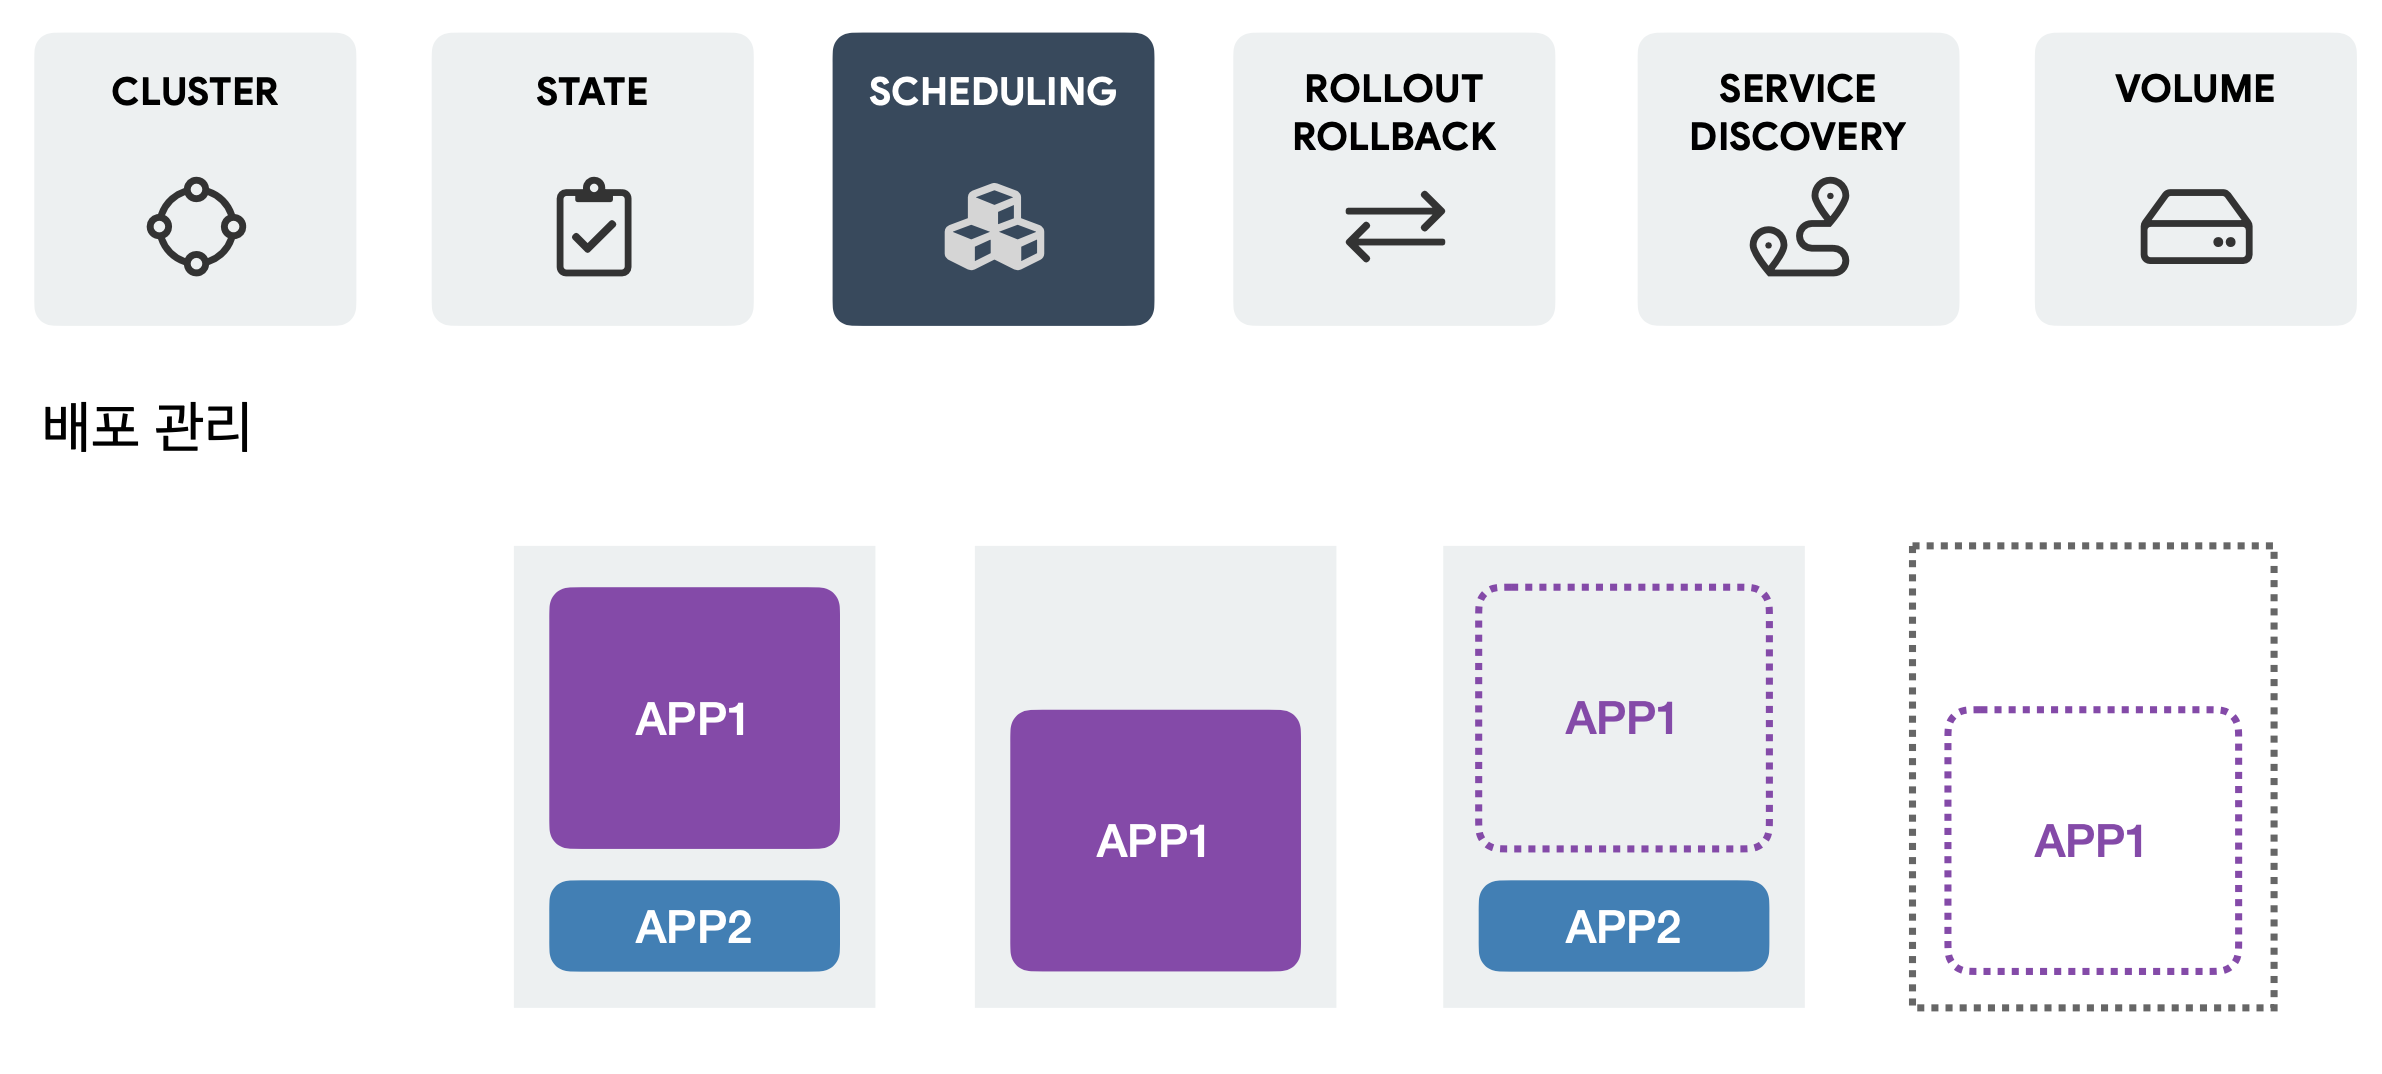 CLUSTER
STATE
SCHEDULING
ROLLOUT
ROLLBACK
SERVICE
DISCOVERY
VOLUME
배포 관리
APP1
APP2
APP1
APP1
APP2
APP1